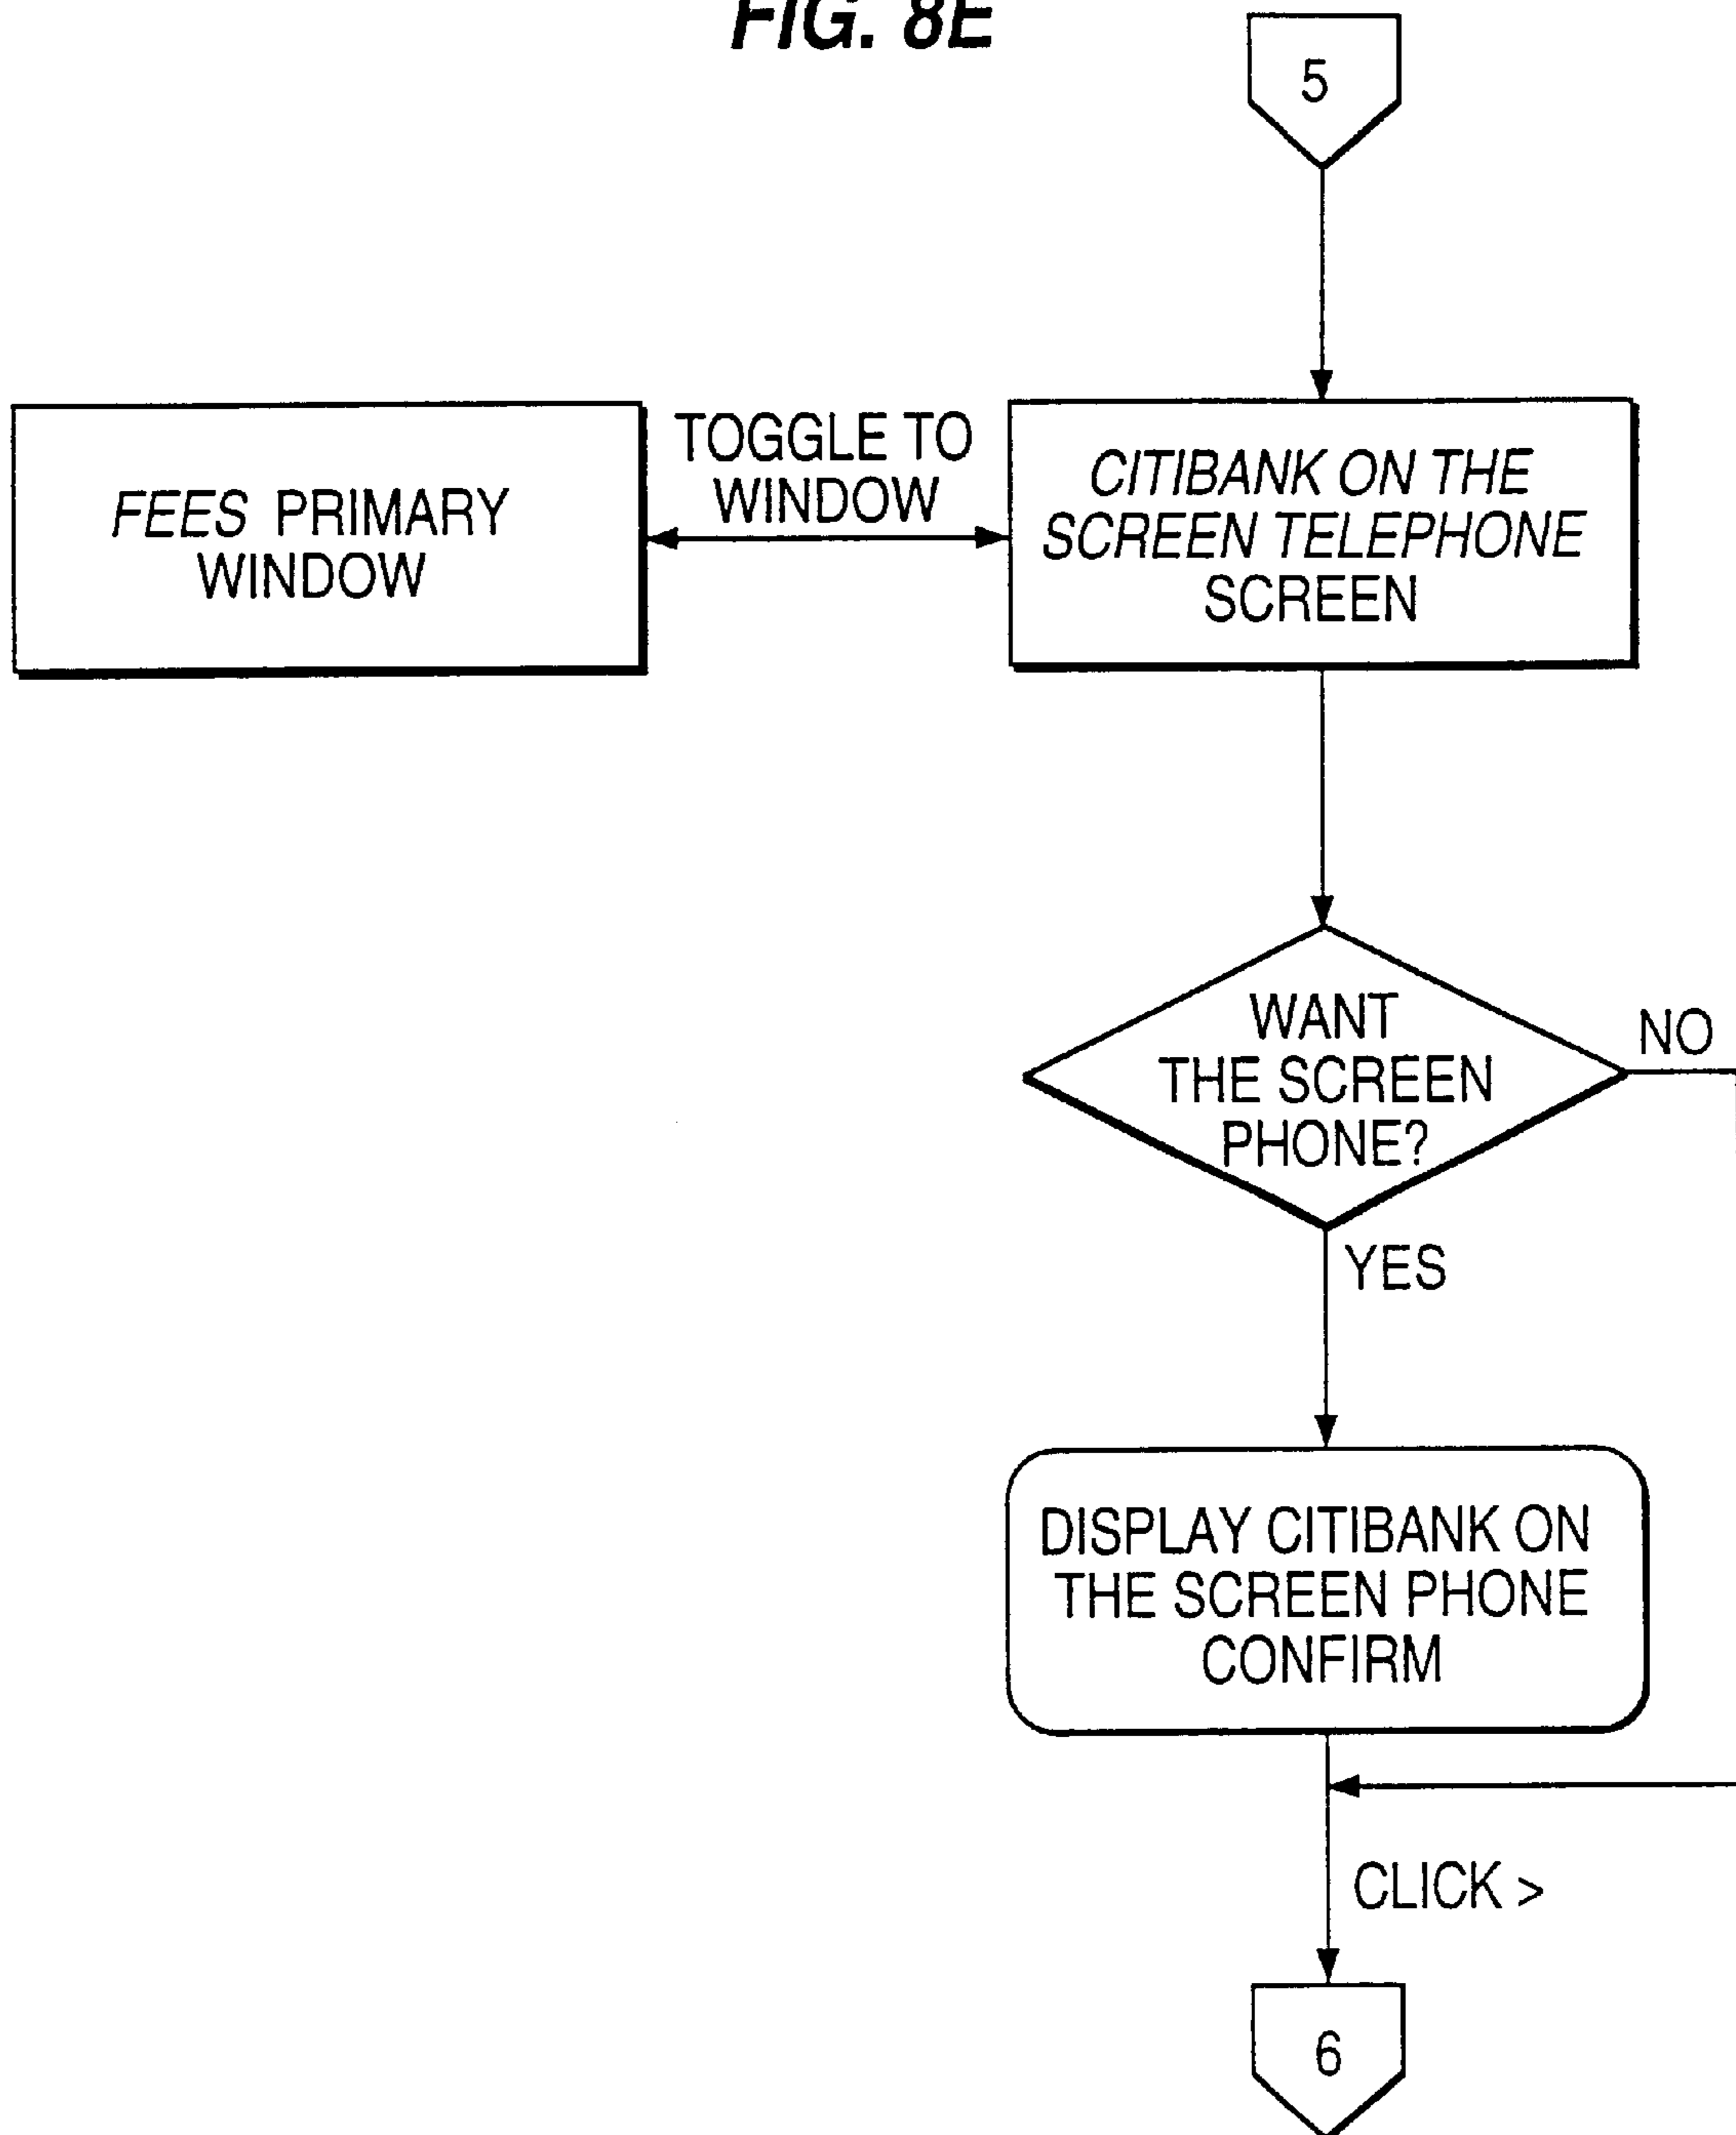 FIG. 8E
5
FEES PRIMARY
WINDOW
TOGGLE TO
WINDOW
CITIBANK ON THE
SCREEN TELEPHONE
SCREEN
WANT
THE SCREEN
PHONE?
NO
YES
DISPLAY CITIBANK ON
THE SCREEN PHONE
CONFIRM
CLICK >
6